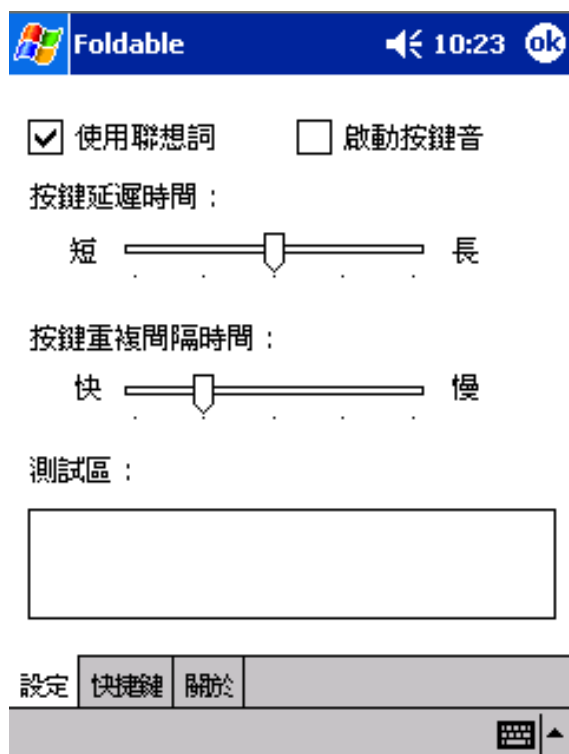 Foldable 10:23 ok
使用聯想詞 啟動按鍵音
按鍵延遲時間：
短 長
按鍵重複間隔時間：
快 慢
測試區：
設定 快捷鍵 關於